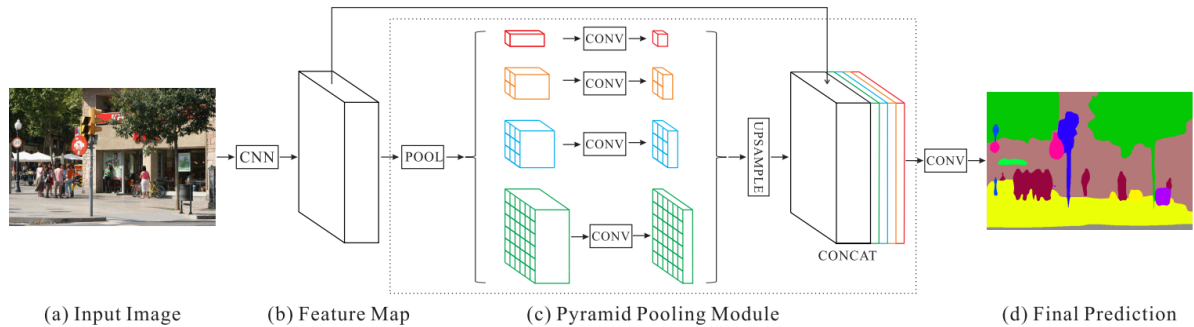 CNN
POOL
CONV
CONV
CONV
CONV
UPSAMPLE
CONCAT
CONV
(a) Input Image
(b) Feature Map
(c) Pyramid Pooling Module
(d) Final Prediction